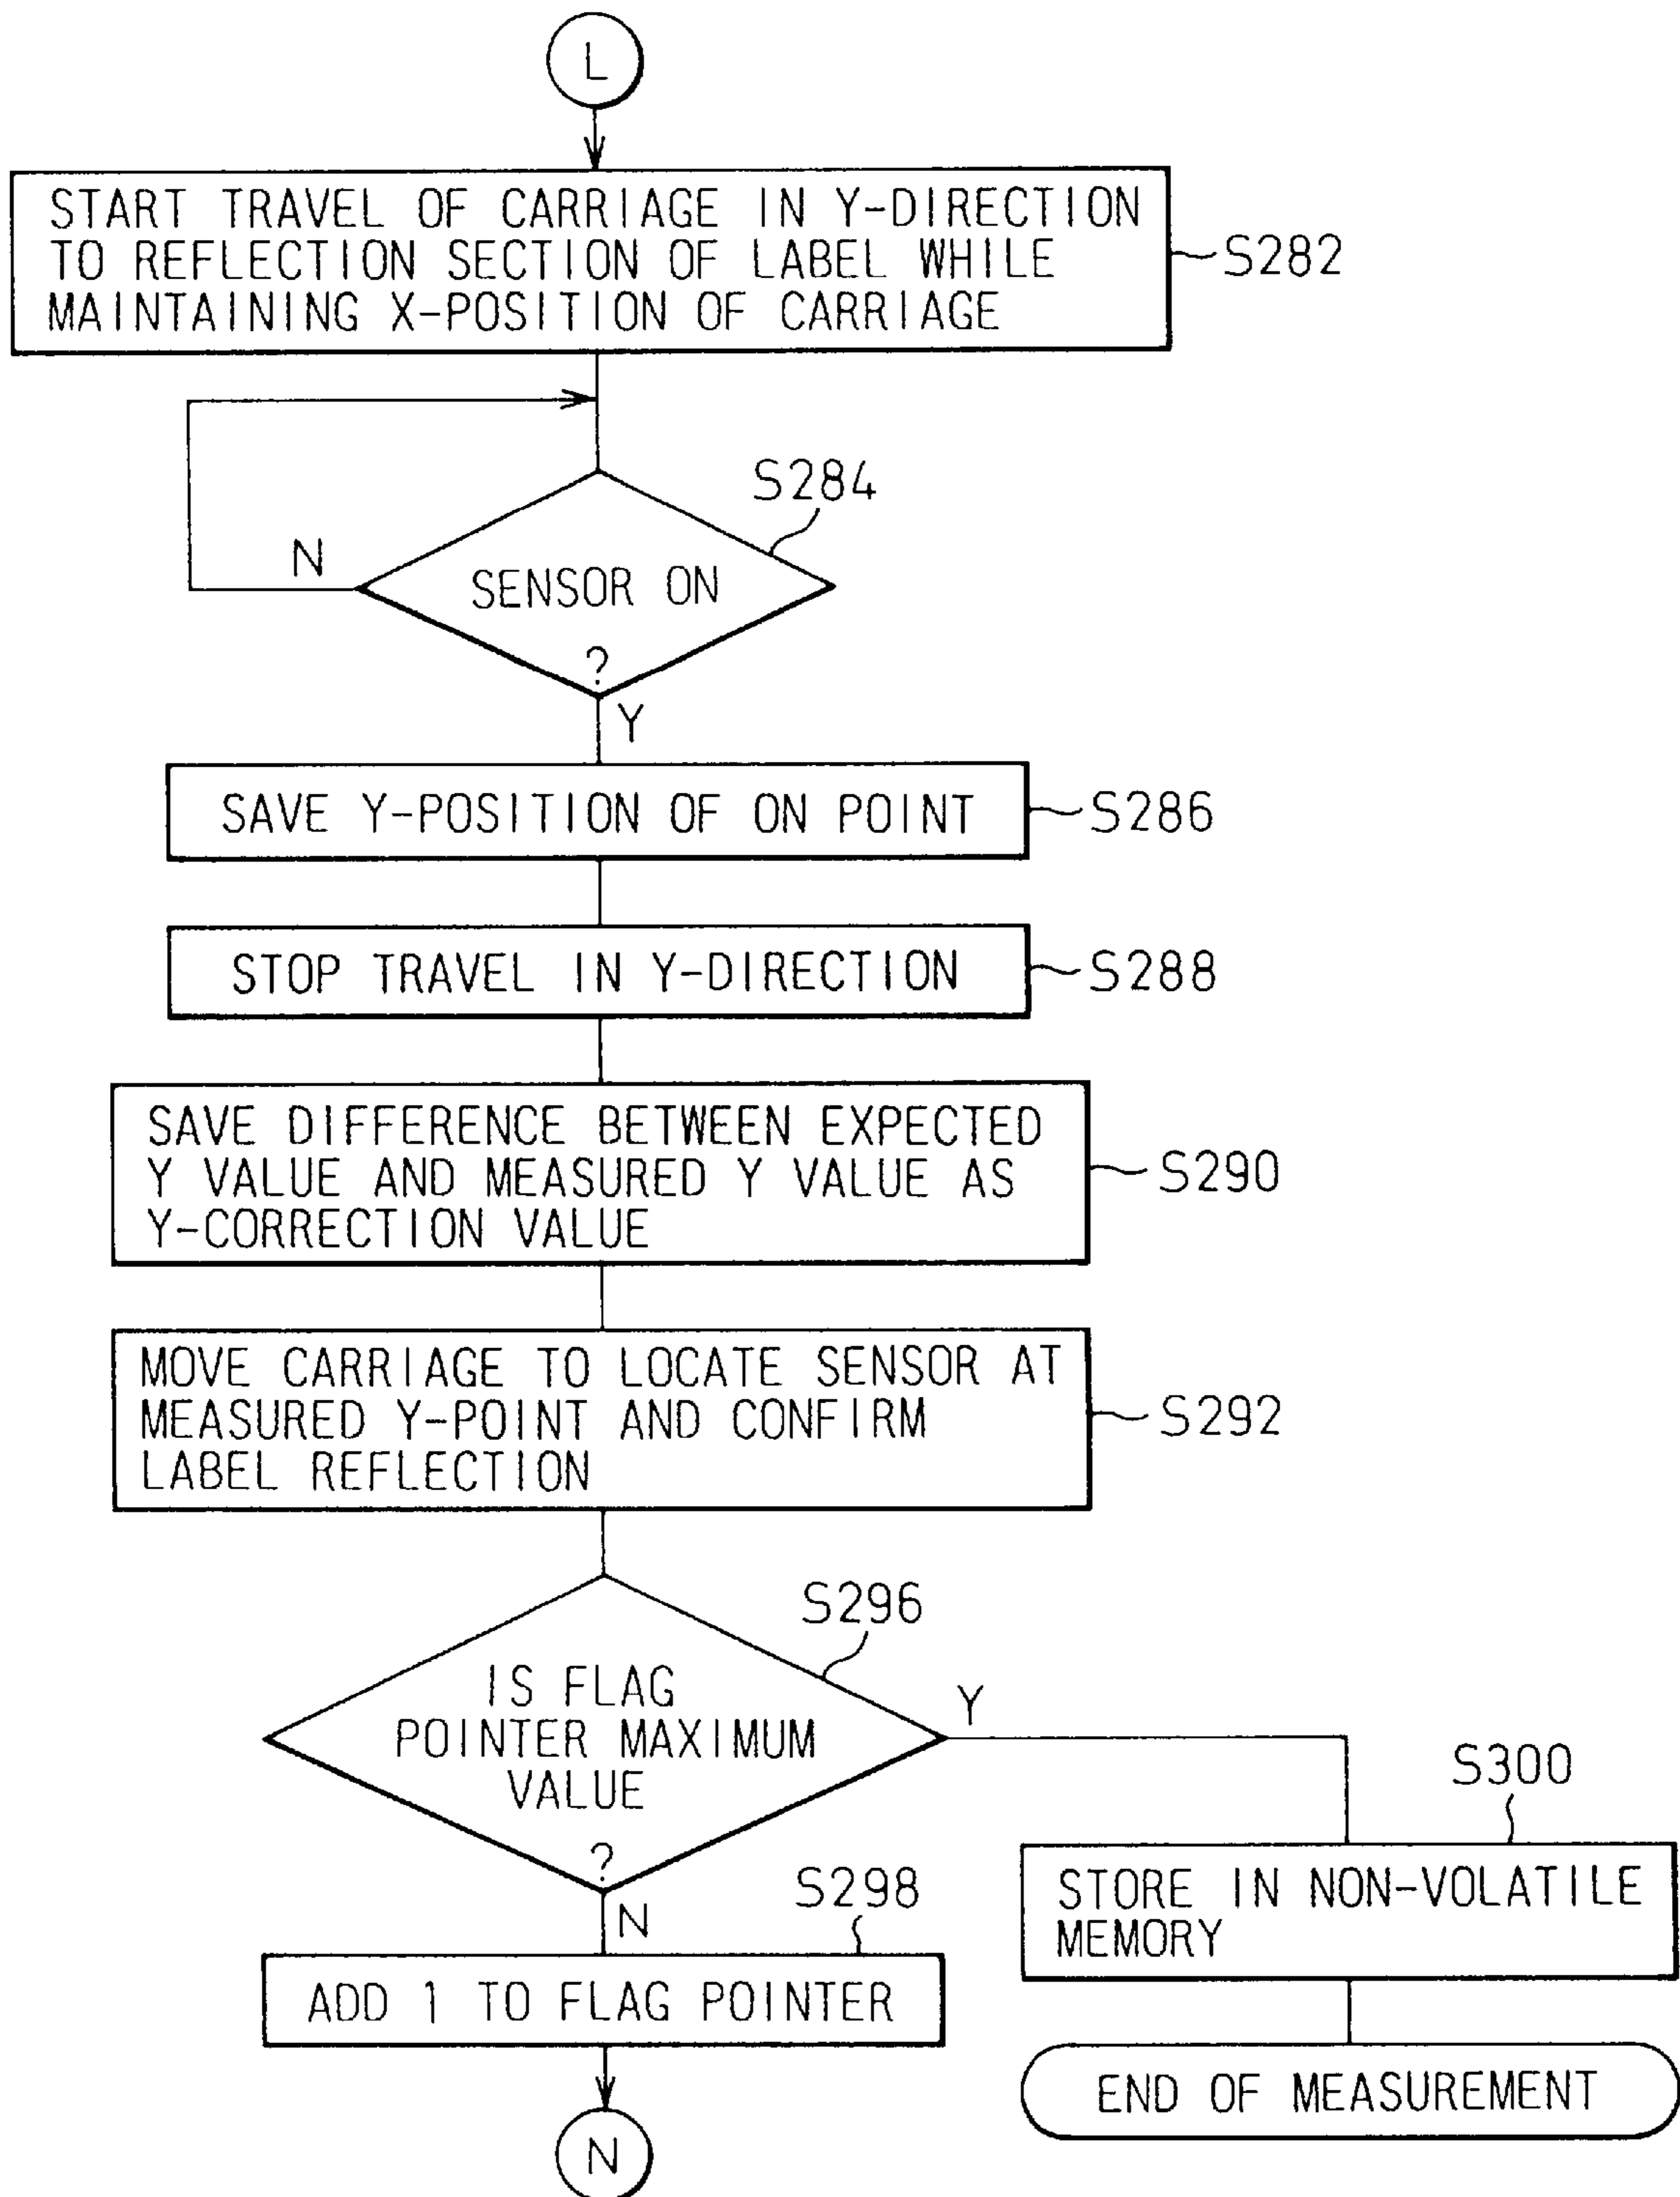 L
START TRAVEL OF CARRIAGE IN Y-DIRECTION
TO REFLECTION SECTION OF LABEL WHILE
MAINTAINING X-POSITION OF CARRIAGE
S282
S284
N
SENSOR ON
?
Y
SAVE Y-POSITION OF ON POINT
S286
STOP TRAVEL IN Y-DIRECTION
S288
SAVE DIFFERENCE BETWEEN EXPECTED
Y VALUE AND MEASURED Y VALUE AS
Y-CORRECTION VALUE
S290
MOVE CARRIAGE TO LOCATE SENSOR AT
MEASURED Y-POINT AND CONFIRM
LABEL REFLECTION
S292
S296
IS FLAG
POINTER MAXIMUM
VALUE
?
Y
N
S300
STORE IN NON-VOLATILE
MEMORY
S298
ADD 1 TO FLAG POINTER
END OF MEASUREMENT
N